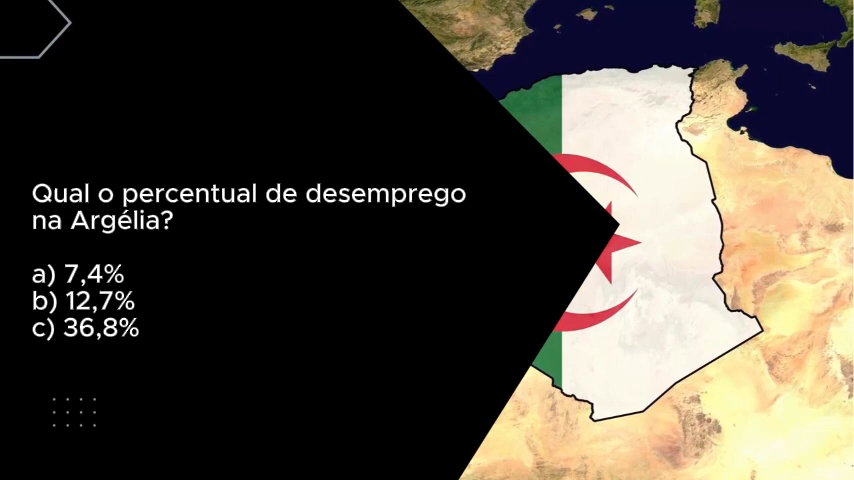 Qual o percentual de desemprego
na Argélia?
a) 7,4%
b) 12,7%
c) 36,8%